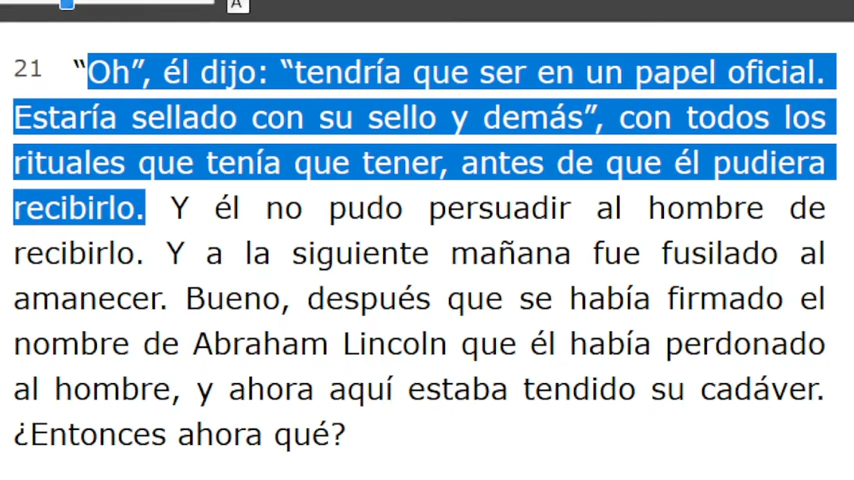 A
21 “Oh”, él dijo: “tendría que ser en un papel oficial.
Estaría sellado con su sello y demás”, con todos los
rituales que tenía que tener, antes de que él pudiera
recibirlo. Y él no pudo persuadir al hombre de
recibirlo. Y a la siguiente mañana fue fusilado al
amanecer. Bueno, después que se había firmado el
nombre de Abraham Lincoln que él había perdonado
al hombre, y ahora aquí estaba tendido su cadáver.
¿Entonces ahora qué?